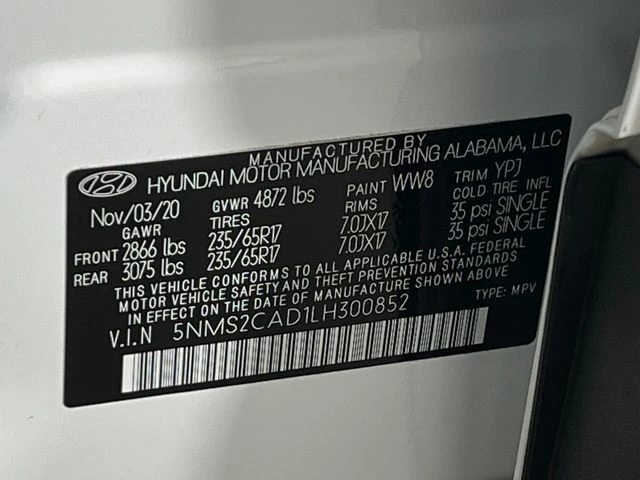 MANUFACTURED BY
HYUNDAI MOTOR MANUFACTURING ALABAMA, LLC
Nov/03/20 GVWR 4872 lbs PAINT WW8 TRIM YPJ
GAWR TIRES COLD TIRE INFL
FRONT 2866 lbs 235/65R17 7.0JX17 35 psi SINGLE
REAR 3075 lbs 235/65R17 7.0JX17 35 psi SINGLE
THIS VEHICLE CONFORMS TO ALL APPLICABLE U.S.A. FEDERAL
MOTOR VEHICLE SAFETY AND THEFT PREVENTION STANDARDS
IN EFFECT ON THE DATE OF MANUFACTURE SHOWN ABOVE
V.I.N 5NMS2CAD1LH300852 TYPE: MPV